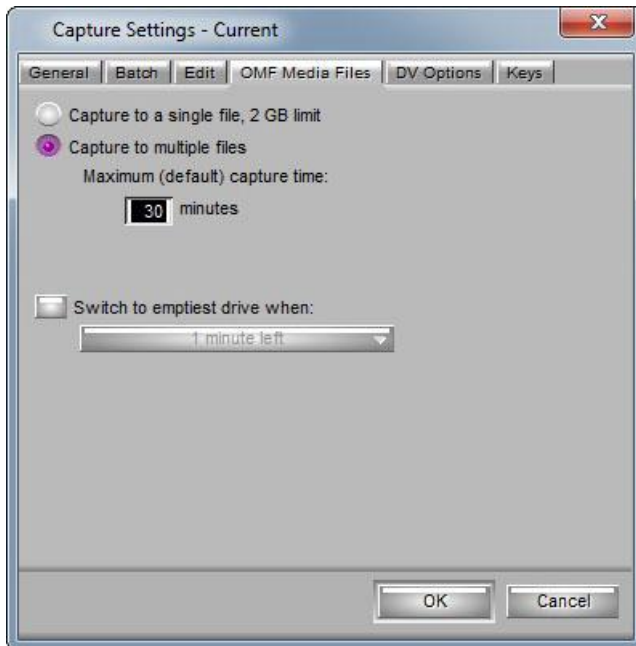 Capture Settings - Current
General Batch Edit OMF Media Files DV Options Keys
Capture to a single file, 2 GB limit
Capture to multiple files
Maximum (default) capture time:
30 minutes
Switch to emptiest drive when:
1 minute left
OK Cancel